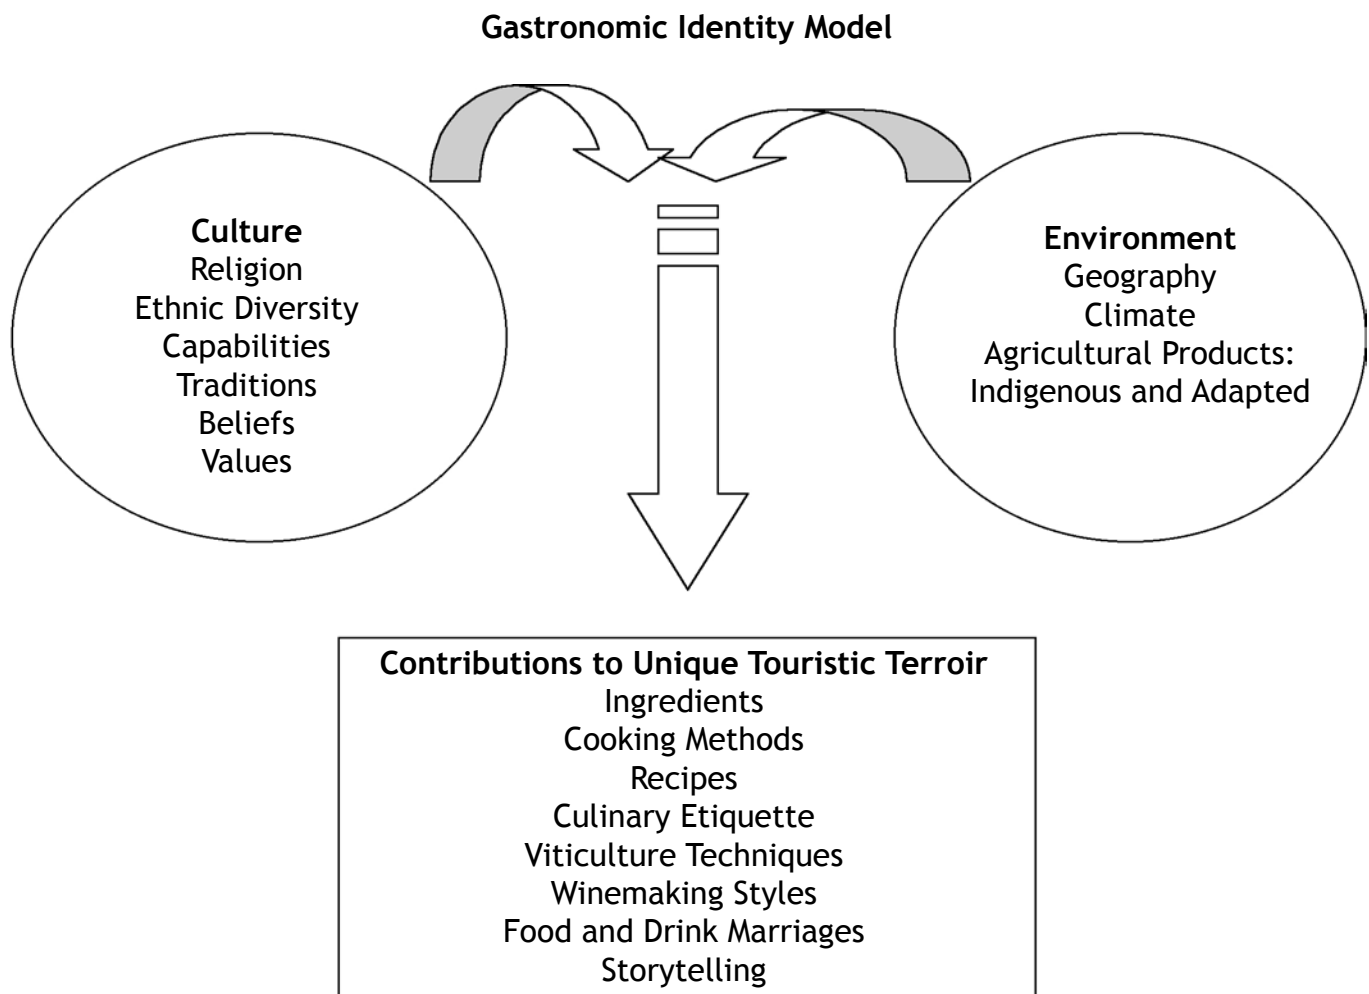 Gastronomic Identity Model
Culture
Religion
Ethnic Diversity
Capabilities
Traditions
Beliefs
Values
Environment
Geography
Climate
Agricultural Products:
Indigenous and Adapted
Contributions to Unique Touristic Terroir
Ingredients
Cooking Methods
Recipes
Culinary Etiquette
Viticulture Techniques
Winemaking Styles
Food and Drink Marriages
Storytelling